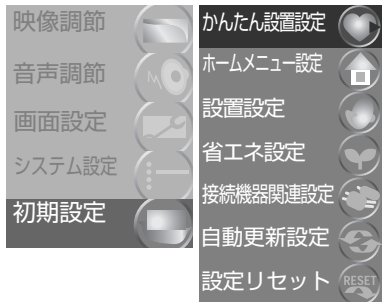 映像調節
音声調節
画面設定
システム設定
初期設定
かんたん設置設定
ホームメニュー設定
設置設定
省エネ設定
接続機器関連設定
自動更新設定
設定リセット
RESET